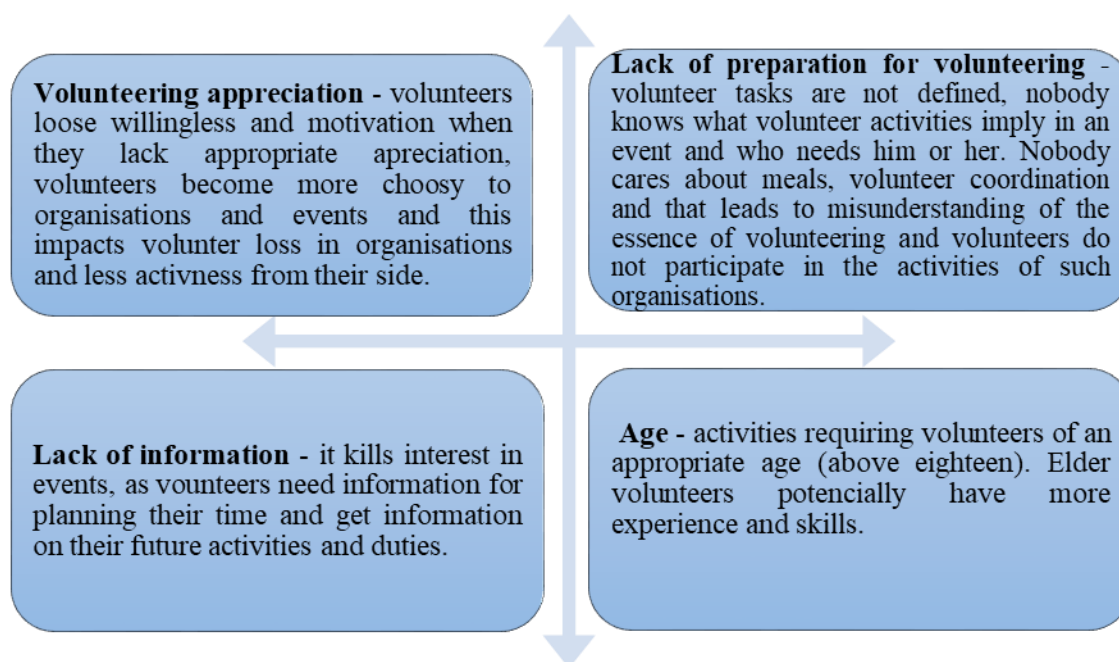 Volunteering appreciation - volunteers
loose willingless and motivation when
they lack appropriate apreciation,
volunteers become more choosy to
organisations and events and this
impacts volunter loss in organisations
and less activness from their side.
Lack of preparation for volunteering -
volunteer tasks are not defined, nobody
knows what volunteer activities imply in an
event and who needs him or her. Nobody
cares about meals, volunteer coordination
and that leads to misunderstanding of the
essence of volunteering and volunteers do
not participate in the activities of such
organisations.
Lack of information - it kills interest in
events, as vounteers need information for
planning their time and get information
on their future activities and duties.
Age - activities requiring volunteers of an
appropriate age (above eighteen). Elder
volunteers potencially have more
experience and skills.